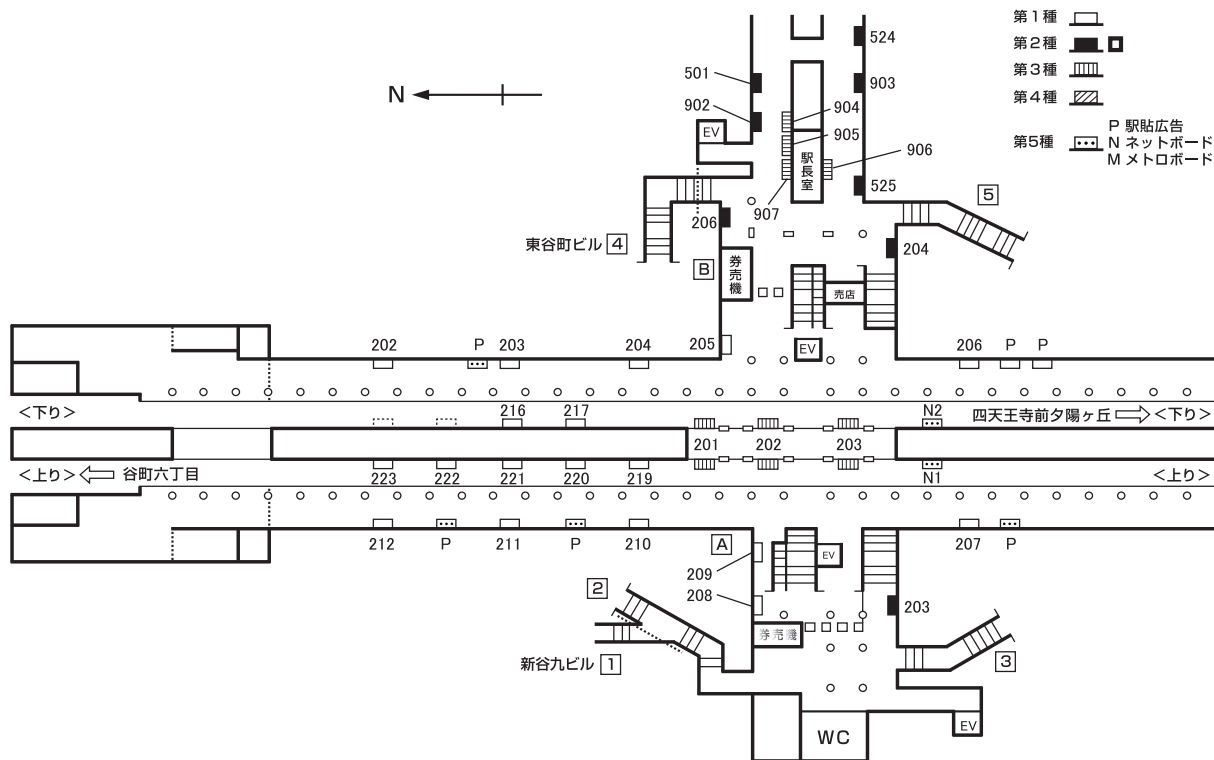 第1種
第2種
第3種
第4種
第5種
P 駅貼広告
N ネットボード
M メトロボード
N
501
902
524
903
904
905
906
907
駅長室
EV
525
5
206
204
東谷町ビル 4
B
券売機
売店
EV
205
202
P
203
204
206
P
P
<下り>
216
217
N2
四天王寺前夕陽ヶ丘 <下り>
201
202
203
<上り> 谷町六丁目
223
222
221
220
219
N1
<上り>
212
P
211
P
210
A
209
208
EV
207
P
203
2
新谷九ビル 1
券売機
3
EV
WC